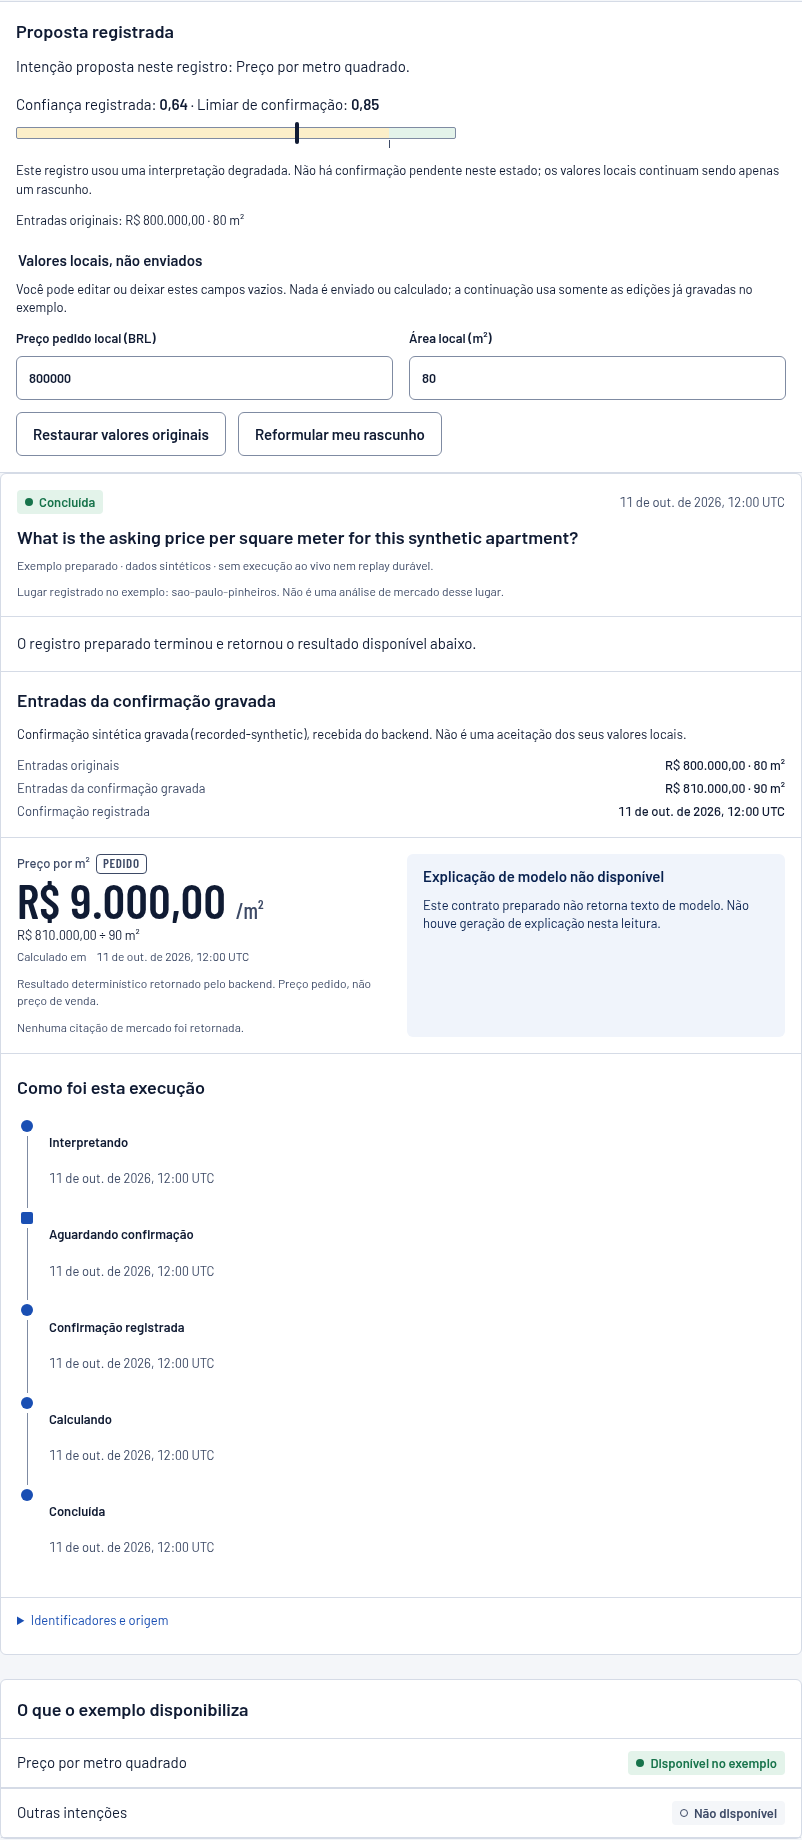 Proposta registrada
Intenção proposta neste registro: Preço por metro quadrado.
Confiança registrada: 0,64 · Limiar de confirmação: 0,85
Este registro usou uma interpretação degradada. Não há confirmação pendente neste estado; os valores locais continuam sendo apenas
um rascunho.
Entradas originais: R$ 800.000,00 · 80 m²
Valores locais, não enviados
Você pode editar ou deixar estes campos vazios. Nada é enviado ou calculado; a continuação usa somente as edições já gravadas no
exemplo.
Preço pedido local (BRL)
Área local (m²)
800000
80
Restaurar valores originais
Reformular meu rascunho
Concluída
11 de out. de 2026, 12:00 UTC
What is the asking price per square meter for this synthetic apartment?
Exemplo preparado · dados sintéticos · sem execução ao vivo nem replay durável.
Lugar registrado no exemplo: sao-paulo-pinheiros. Não é uma análise de mercado desse lugar.
O registro preparado terminou e retornou o resultado disponível abaixo.
Entradas da confirmação gravada
Confirmação sintética gravada (recorded-synthetic), recebida do backend. Não é uma aceitação dos seus valores locais.
Entradas originais
R$ 800.000,00 · 80 m²
Entradas da confirmação gravada
R$ 810.000,00 · 90 m²
Confirmação registrada
11 de out. de 2026, 12:00 UTC
Preço por m² PEDIDO
R$ 9.000,00 /m²
R$ 810.000,00 ÷ 90 m²
Calculado em 11 de out. de 2026, 12:00 UTC
Resultado determinístico retornado pelo backend. Preço pedido, não
preço de venda.
Nenhuma citação de mercado foi retornada.
Explicação de modelo não disponível
Este contrato preparado não retorna texto de modelo. Não
houve geração de explicação nesta leitura.
Como foi esta execução
Interpretando
11 de out. de 2026, 12:00 UTC
Aguardando confirmação
11 de out. de 2026, 12:00 UTC
Confirmação registrada
11 de out. de 2026, 12:00 UTC
Calculando
11 de out. de 2026, 12:00 UTC
Concluída
11 de out. de 2026, 12:00 UTC
Identificadores e origem
O que o exemplo disponibiliza
Preço por metro quadrado
Disponível no exemplo
Outras intenções
Não disponível